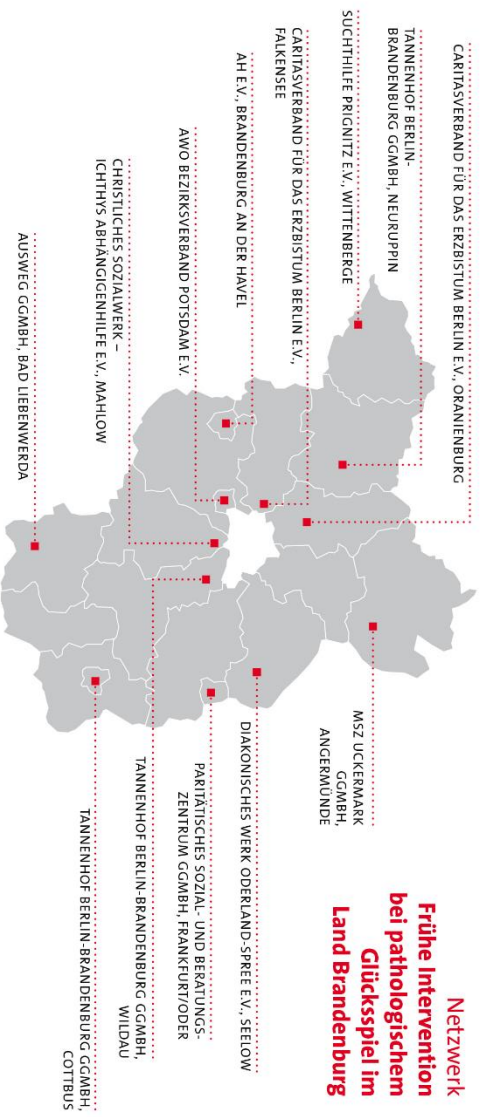 Netzwerk
Frühe Intervention
bei pathologischem
Glücksspiel im
Land Brandenburg
CARITASVERBAND FÜR DAS ERZBISTUM BERLIN E.V., ORANIENBURG
TANNENHOF BERLIN-
BRANDENBURG GGMBH, NEURUPPIN
SUCHTHILFE PRIGNITZ E.V., WITTENBERGE
CARITASVERBAND FÜR DAS ERZBISTUM BERLIN E.V.,
FALKENSEE
AH E.V., BRANDENBURG AN DER HAVEL
AWO BEZIRKSVERBAND POTSDAM E.V.
CHRISTLICHES SOZIALWERK –
ICHTHYS ABHÄNGIGENHILFE E.V., MAHLOW
AUSWEG GGMBH, BAD LIEBENWERDA
MSZ UCKERMARK
GGMBH,
ANGERMÜNDE
DIAKONISCHES WERK ODERLAND-SPREE E.V., SEELOW
PARITÄTISCHES SOZIAL- UND BERATUNGS-
ZENTRUM GGMBH, FRANKFURT/ODER
TANNENHOF BERLIN-BRANDENBURG GGMBH,
WILDAU
TANNENHOF BERLIN-BRANDENBURG GGMBH,
COTTBUS